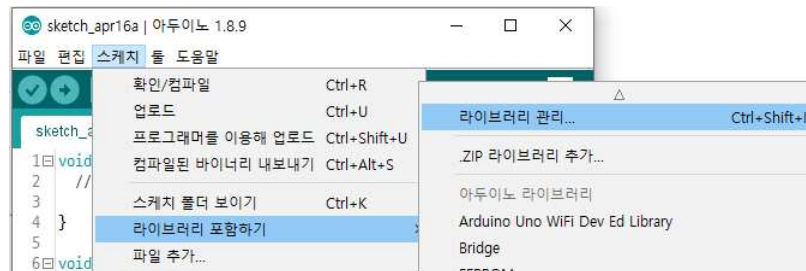 sketch_apr16a | 아두이노 1.8.9
파일 편집 스케치 툴 도움말
확인/컴파일 Ctrl+R
업로드 Ctrl+U
프로그래머를 이용해 업로드 Ctrl+Shift+U
컴파일된 바이너리 내보내기 Ctrl+Alt+S
스케치 폴더 보이기 Ctrl+K
라이브러리 포함하기
파일 추가...
라이브러리 관리... Ctrl+Shift+I
.ZIP 라이브러리 추가...
아두이노 라이브러리
Arduino Uno WiFi Dev Ed Library
Bridge
sketch_a
1 void
2 //
3
4 }
5
6 void